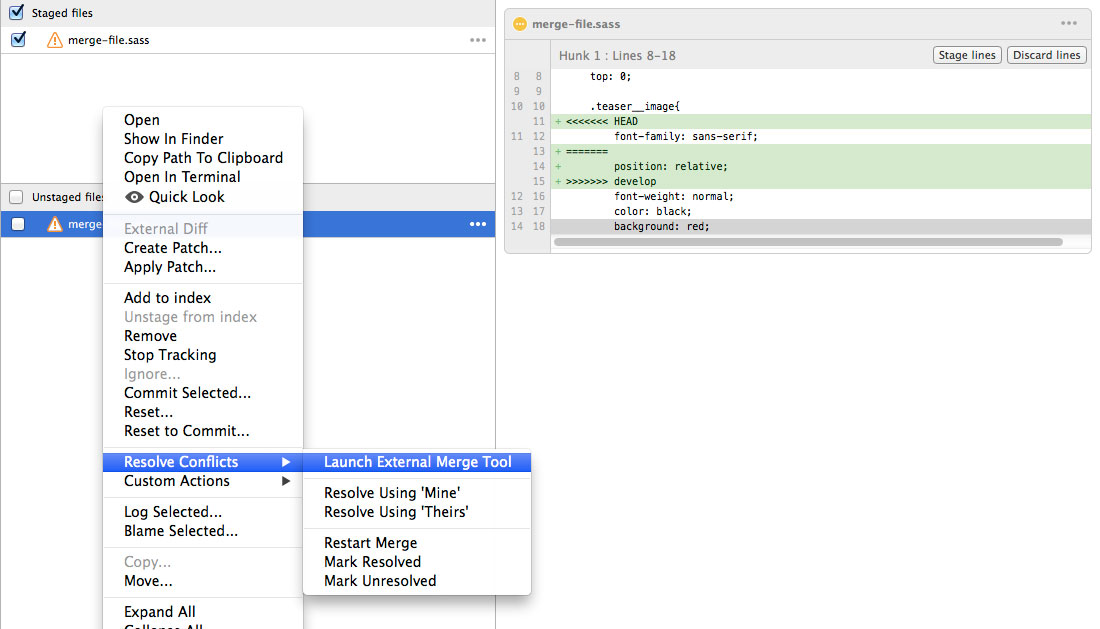 Staged files
merge-file.sass
Open
Show In Finder
Copy Path To Clipboard
Open In Terminal
Quick Look
Unstaged files
merge
External Diff
Create Patch...
Apply Patch...
Add to index
Unstage from index
Remove
Stop Tracking
Ignore...
Commit Selected...
Reset...
Reset to Commit...
Resolve Conflicts
Custom Actions
Log Selected...
Blame Selected...
Copy...
Move...
Expand All
Collapse All
Launch External Merge Tool
Resolve Using 'Mine'
Resolve Using 'Theirs'
Restart Merge
Mark Resolved
Mark Unresolved
merge-file.sass
Hunk 1 : Lines 8-18
Stage lines
Discard lines
8 8 top: 0;
9 9
10 10 .teaser__image{
11 + <<<<<<< HEAD
11 12 font-family: sans-serif;
13 + =======
14 + position: relative;
15 + >>>>>>> develop
12 16 font-weight: normal;
13 17 color: black;
14 18 background: red;